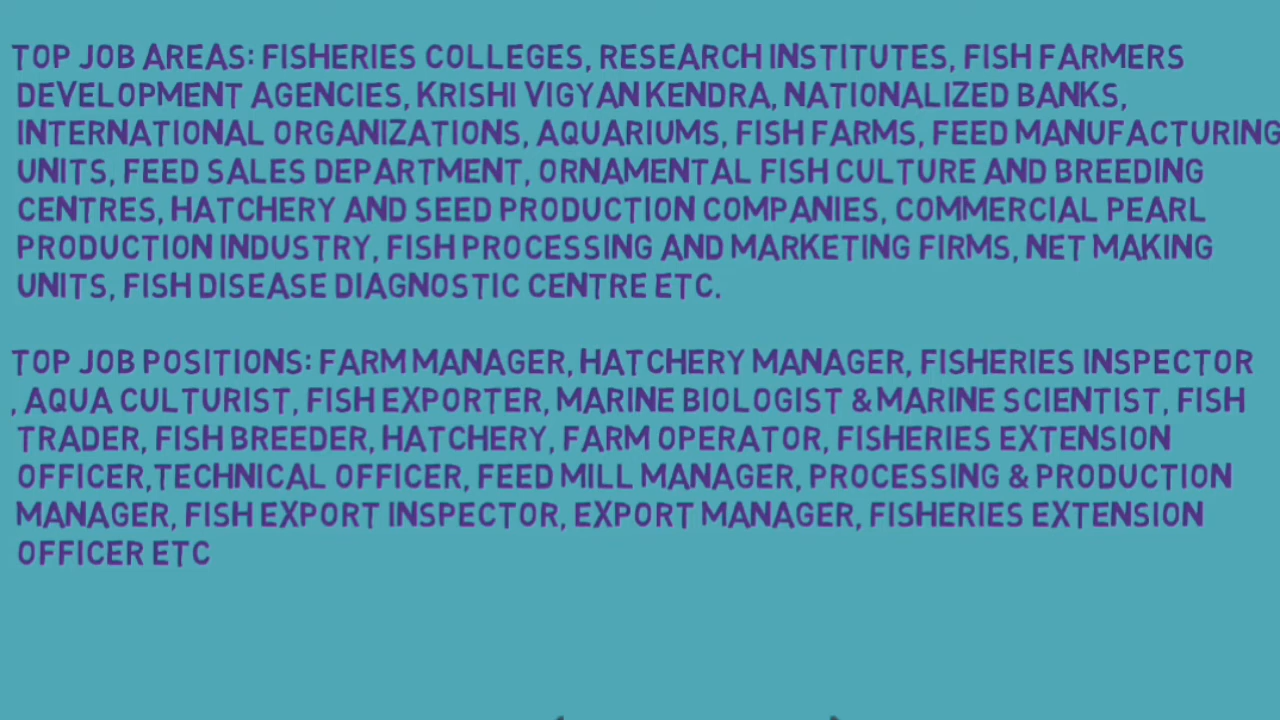 TOP JOB AREAS: FISHERIES COLLEGES, RESEARCH INSTITUTES, FISH FARMERS
DEVELOPMENT AGENCIES, KRISHI VIGYAN KENDRA, NATIONALIZED BANKS,
INTERNATIONAL ORGANIZATIONS, AQUARIUMS, FISH FARMS, FEED MANUFACTURING
UNITS, FEED SALES DEPARTMENT, ORNAMENTAL FISH CULTURE AND BREEDING
CENTRES, HATCHERY AND SEED PRODUCTION COMPANIES, COMMERCIAL PEARL
PRODUCTION INDUSTRY, FISH PROCESSING AND MARKETING FIRMS, NET MAKING
UNITS, FISH DISEASE DIAGNOSTIC CENTRE ETC.
TOP JOB POSITIONS: FARM MANAGER, HATCHERY MANAGER, FISHERIES INSPECTOR
, AQUA CULTURIST, FISH EXPORTER, MARINE BIOLOGIST & MARINE SCIENTIST, FISH
TRADER, FISH BREEDER, HATCHERY, FARM OPERATOR, FISHERIES EXTENSION
OFFICER,TECHNICAL OFFICER, FEED MILL MANAGER, PROCESSING & PRODUCTION
MANAGER, FISH EXPORT INSPECTOR, EXPORT MANAGER, FISHERIES EXTENSION
OFFICER ETC